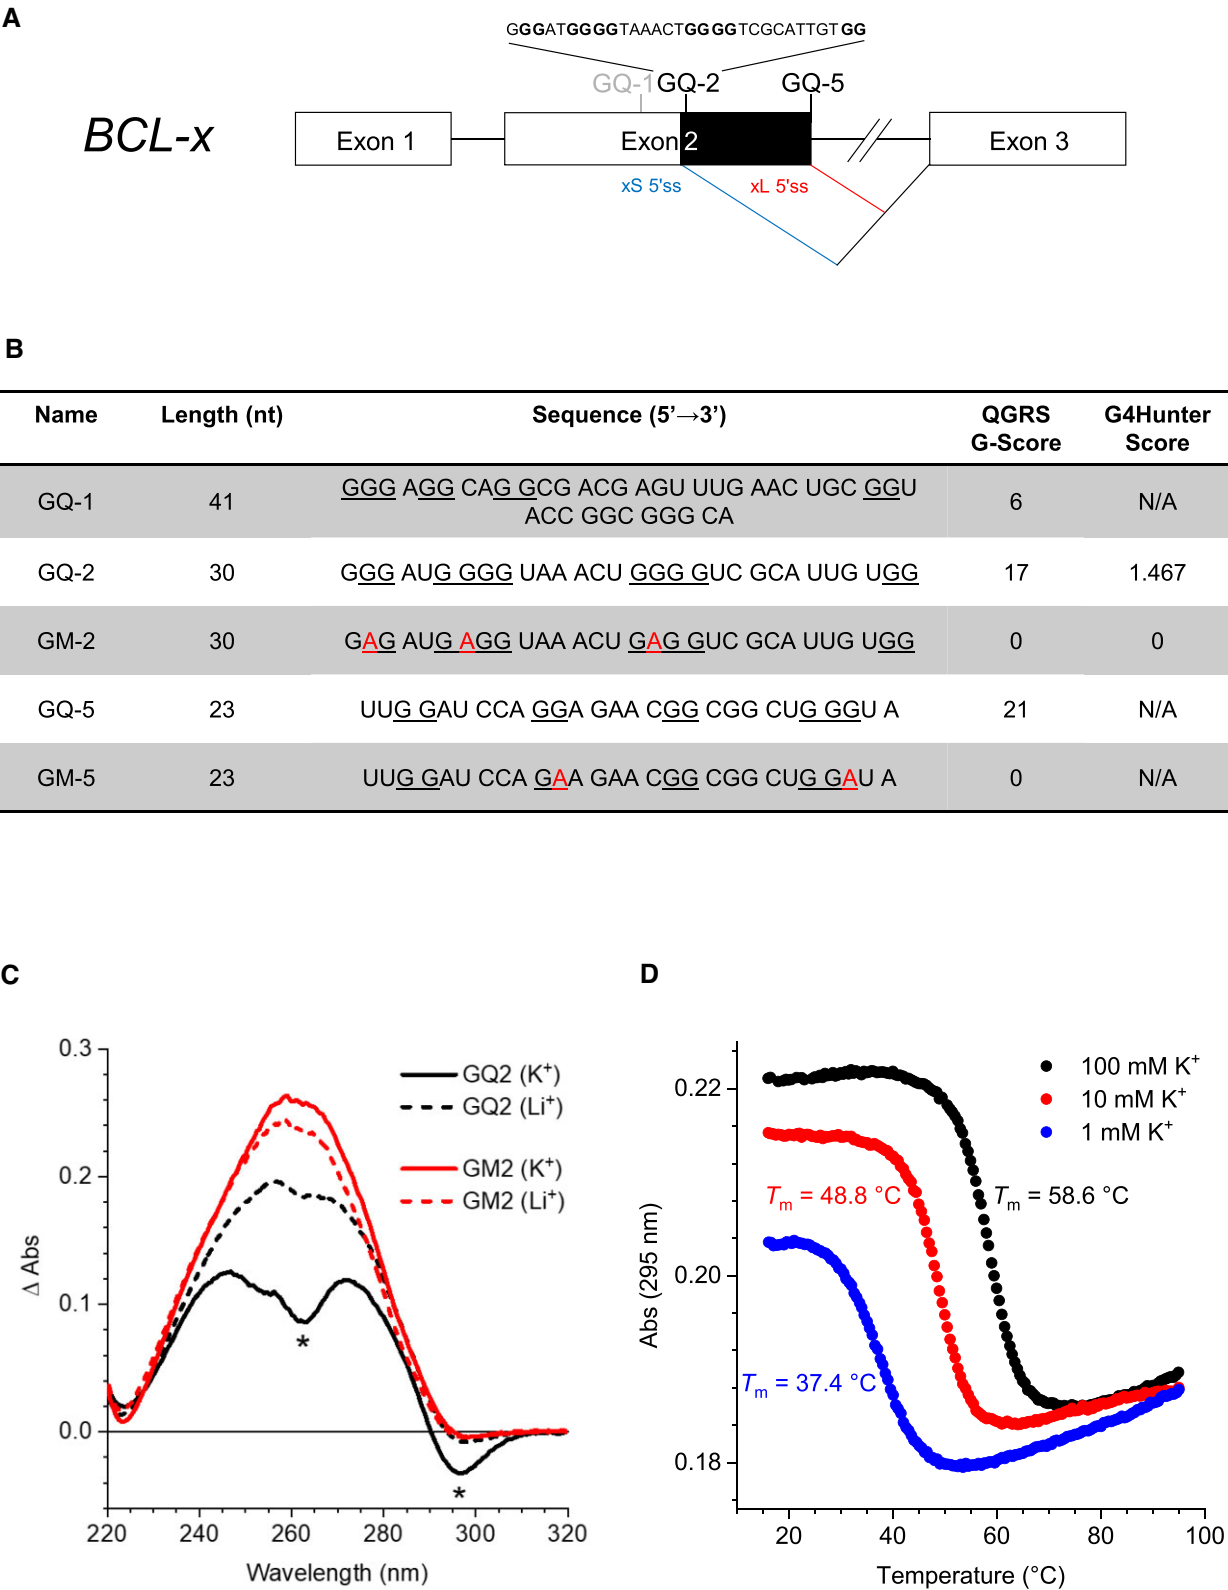 A
GGGATGGGGTAAACTGGGGTCGCATTGTGG
GQ-1 GQ-2 GQ-5
BCL-x
Exon 1 Exon 2 Exon 3
xS 5'ss xL 5'ss
B
Name Length (nt) Sequence (5'→3') QGRS G-Score G4Hunter Score
GQ-1 41 GGG AGG CAG GCG ACG AGU UUG AAC UGC GGU 6 N/A
ACC GGC GGG CA
GQ-2 30 GGG AUG GGG UAA ACU GGG GUC GCA UUG UGG 17 1.467
GM-2 30 GAG AUG AGG UAA ACU GAG GUC GCA UUG UGG 0 0
GQ-5 23 UUG GAU CCA GGA GAA CGG CGG CUG GGU A 21 N/A
GM-5 23 UUG GAU CCA GAA GAA CGG CGG CUG GAU A 0 N/A
C
0.3
0.2
0.1
0.0
Δ Abs
GQ2 (K+)
GQ2 (Li+)
GM2 (K+)
GM2 (Li+)
*
*
220 240 260 280 300 320
Wavelength (nm)
D
0.22
0.20
0.18
Abs (295 nm)
100 mM K+
10 mM K+
1 mM K+
Tm = 48.8 °C
Tm = 58.6 °C
Tm = 37.4 °C
20 40 60 80 100
Temperature (°C)